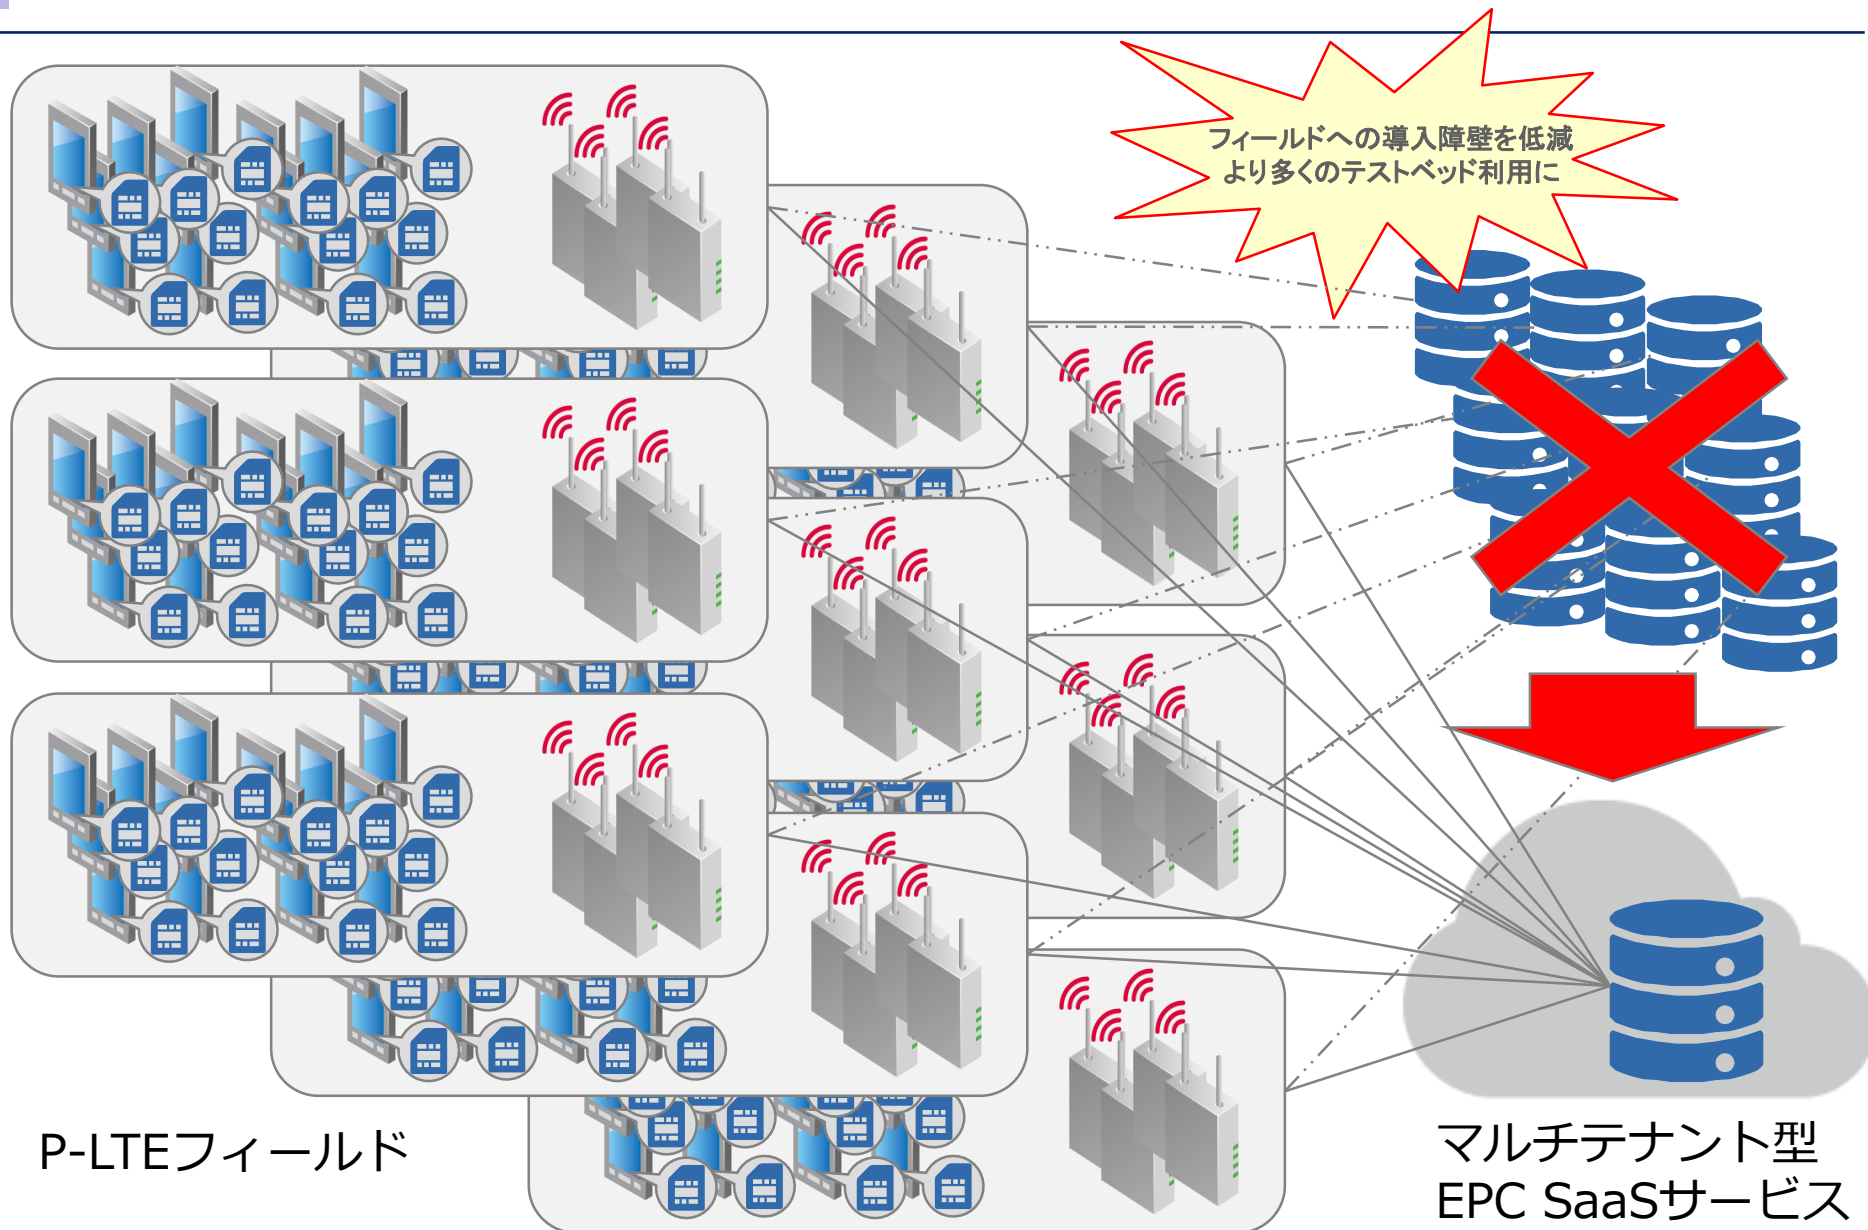 フィールドへの導入障壁を低減
より多くのテストベッド利用に
P-LTEフィールド
マルチテナント型
EPC SaaSサービス